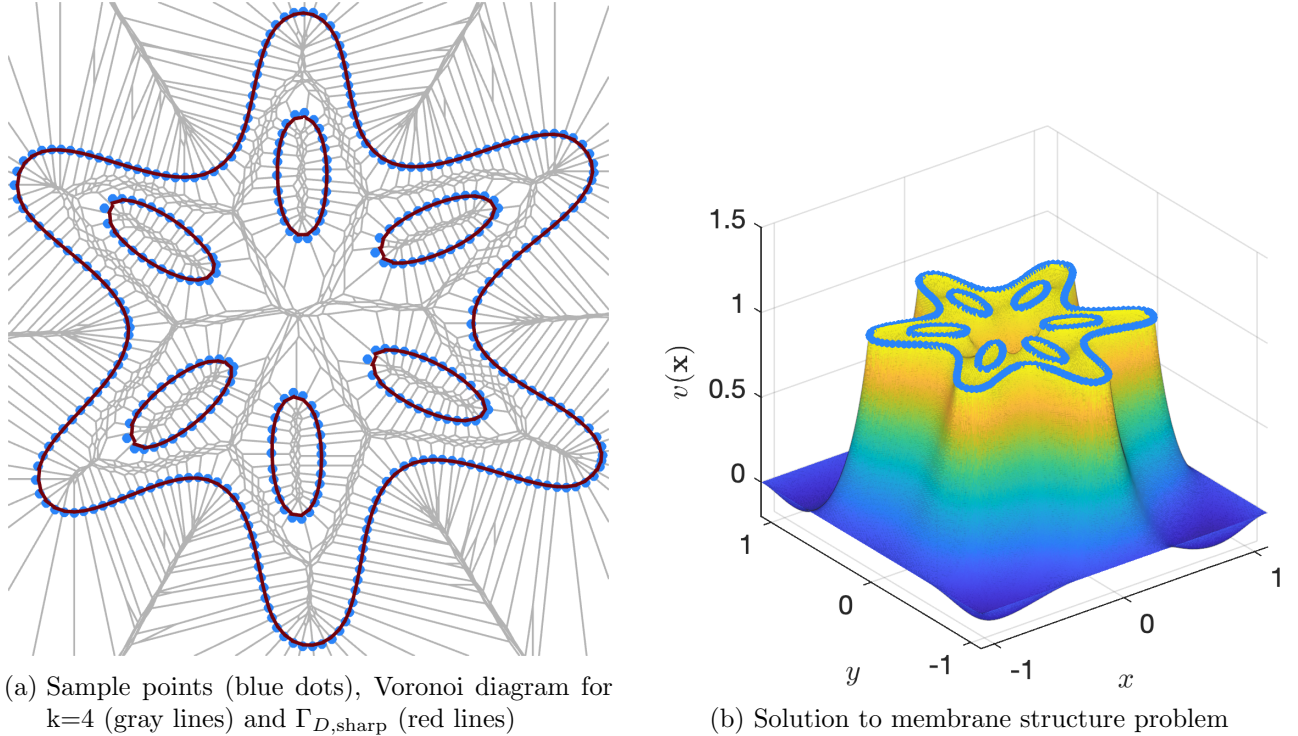 1.5
1
0.5
0
v(𝐱)
1
0
-1
y
-1
0
1
x
(a) Sample points (blue dots), Voronoi diagram for
k=4 (gray lines) and Γ_{D,sharp} (red lines)
(b) Solution to membrane structure problem